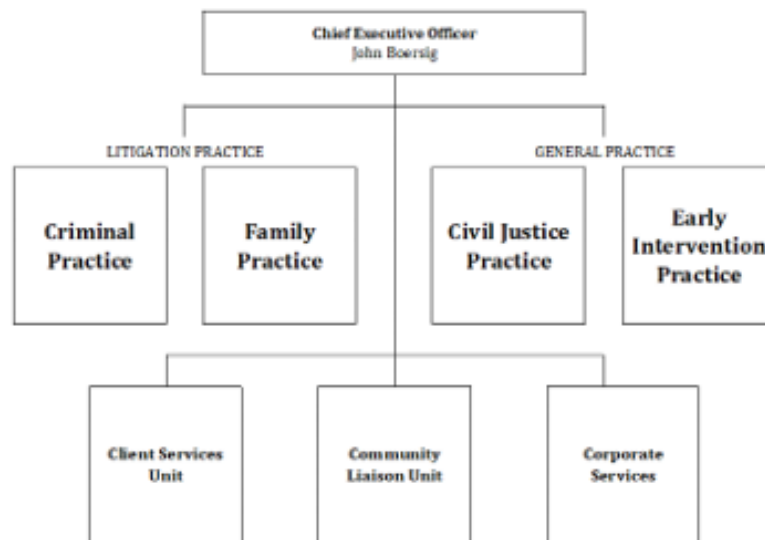 Chief Executive Officer
John Boersig
LITIGATION PRACTICE
GENERAL PRACTICE
Criminal
Practice
Family
Practice
Civil Justice
Practice
Early
Intervention
Practice
Client Services
Unit
Community
Liaison Unit
Corporate
Services